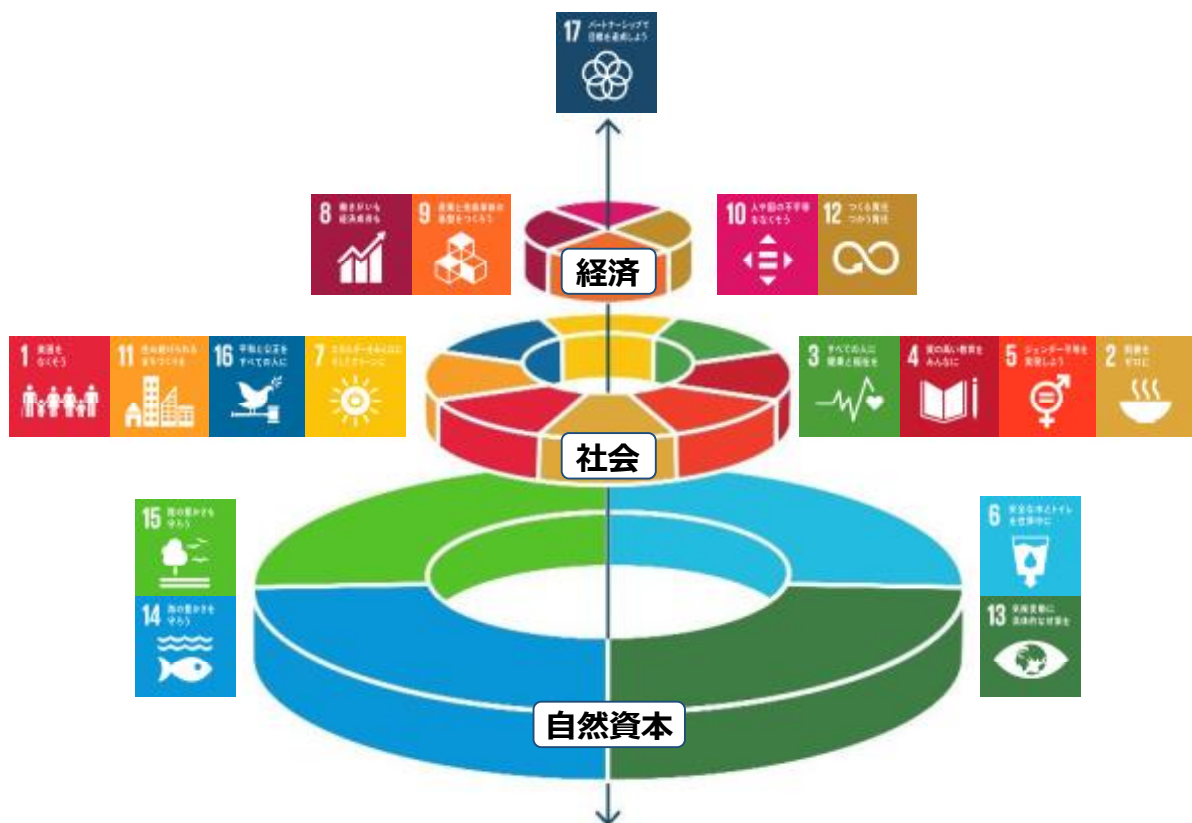 17 パートナーシップで
目標を達成しよう
8 働きがいも
経済成長も
9 産業と技術革新の
基盤をつくろう
経済
10 人や国の不平等
をなくそう
12 つくる責任
つかう責任
1 貧困を
なくそう
11 住み続けられる
まちづくりを
16 平和と公正を
すべての人に
7 エネルギーをみんなに
そしてクリーンに
3 すべての人に
健康と福祉を
4 質の高い教育を
みんなに
5 ジェンダー平等を
実現しよう
2 飢餓を
ゼロに
社会
15 陸の豊かさも
守ろう
6 安全な水とトイレ
を世界中に
14 海の豊かさを
守ろう
13 気候変動に
具体的な対策を
自然資本